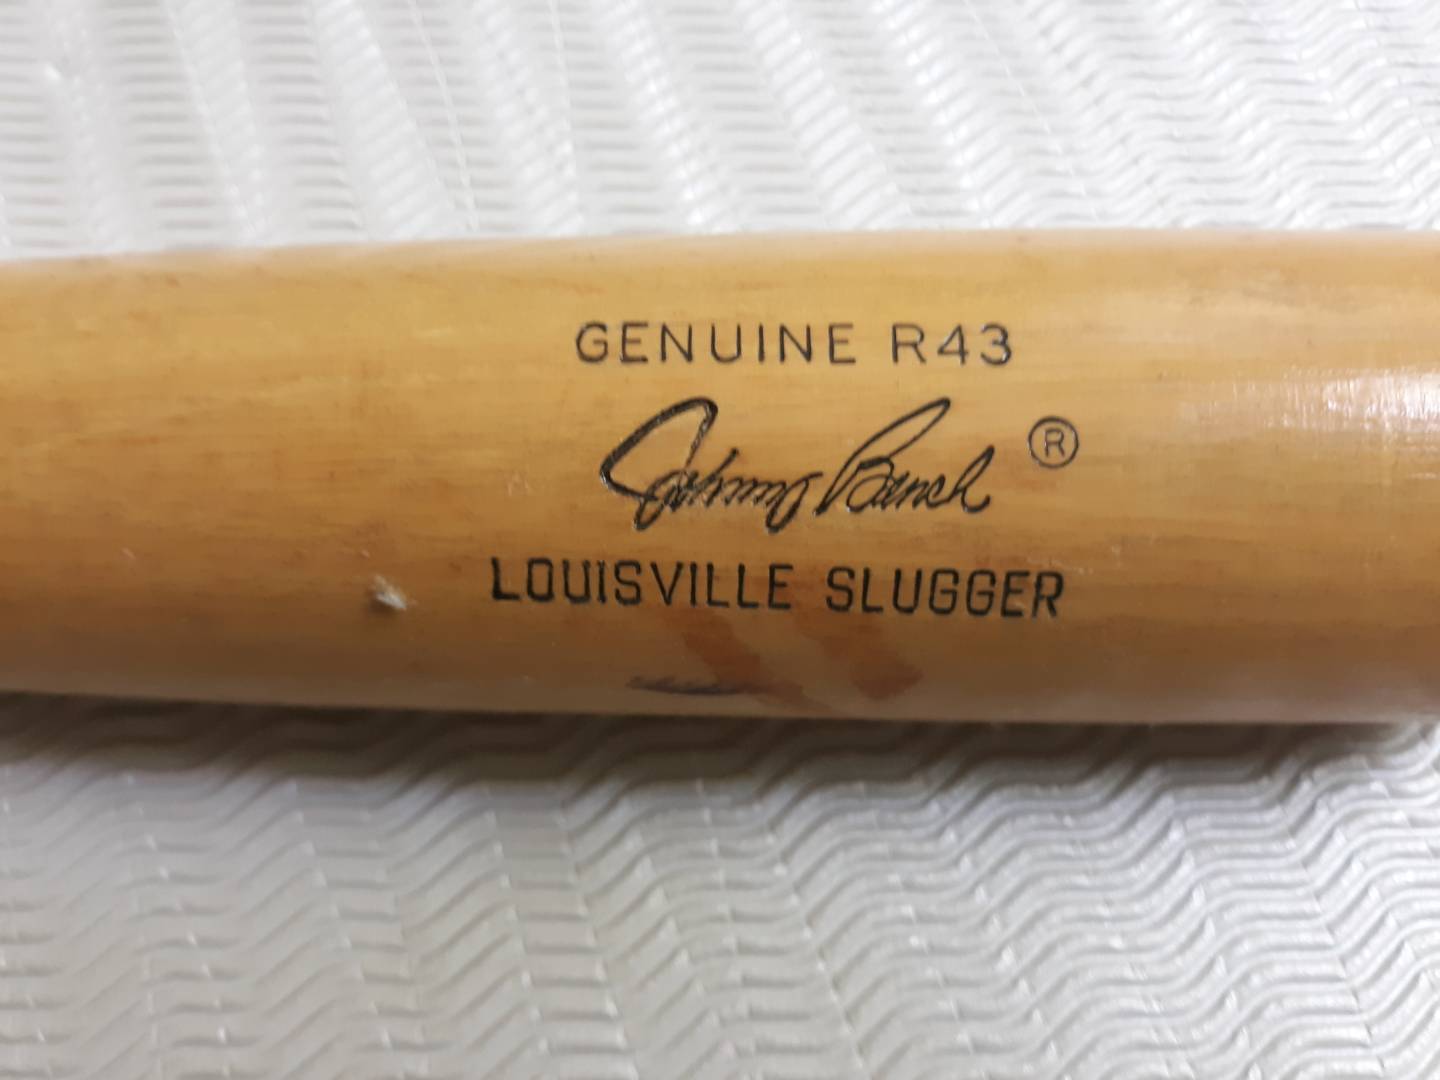 GENUINE R43
Johnny Bench ®
LOUISVILLE SLUGGER